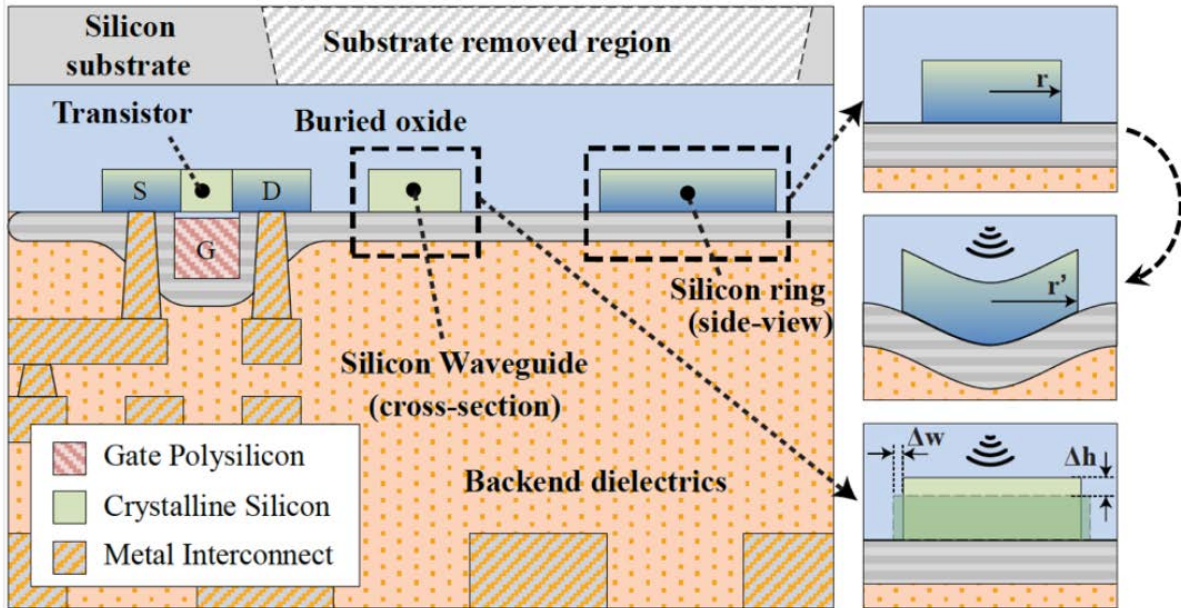 Silicon
substrate
Substrate removed region
Transistor
Buried oxide
S
D
G
Silicon ring
(side-view)
Silicon Waveguide
(cross-section)
Backend dielectrics
Gate Polysilicon
Crystalline Silicon
Metal Interconnect
r
r’
Δw
Δh